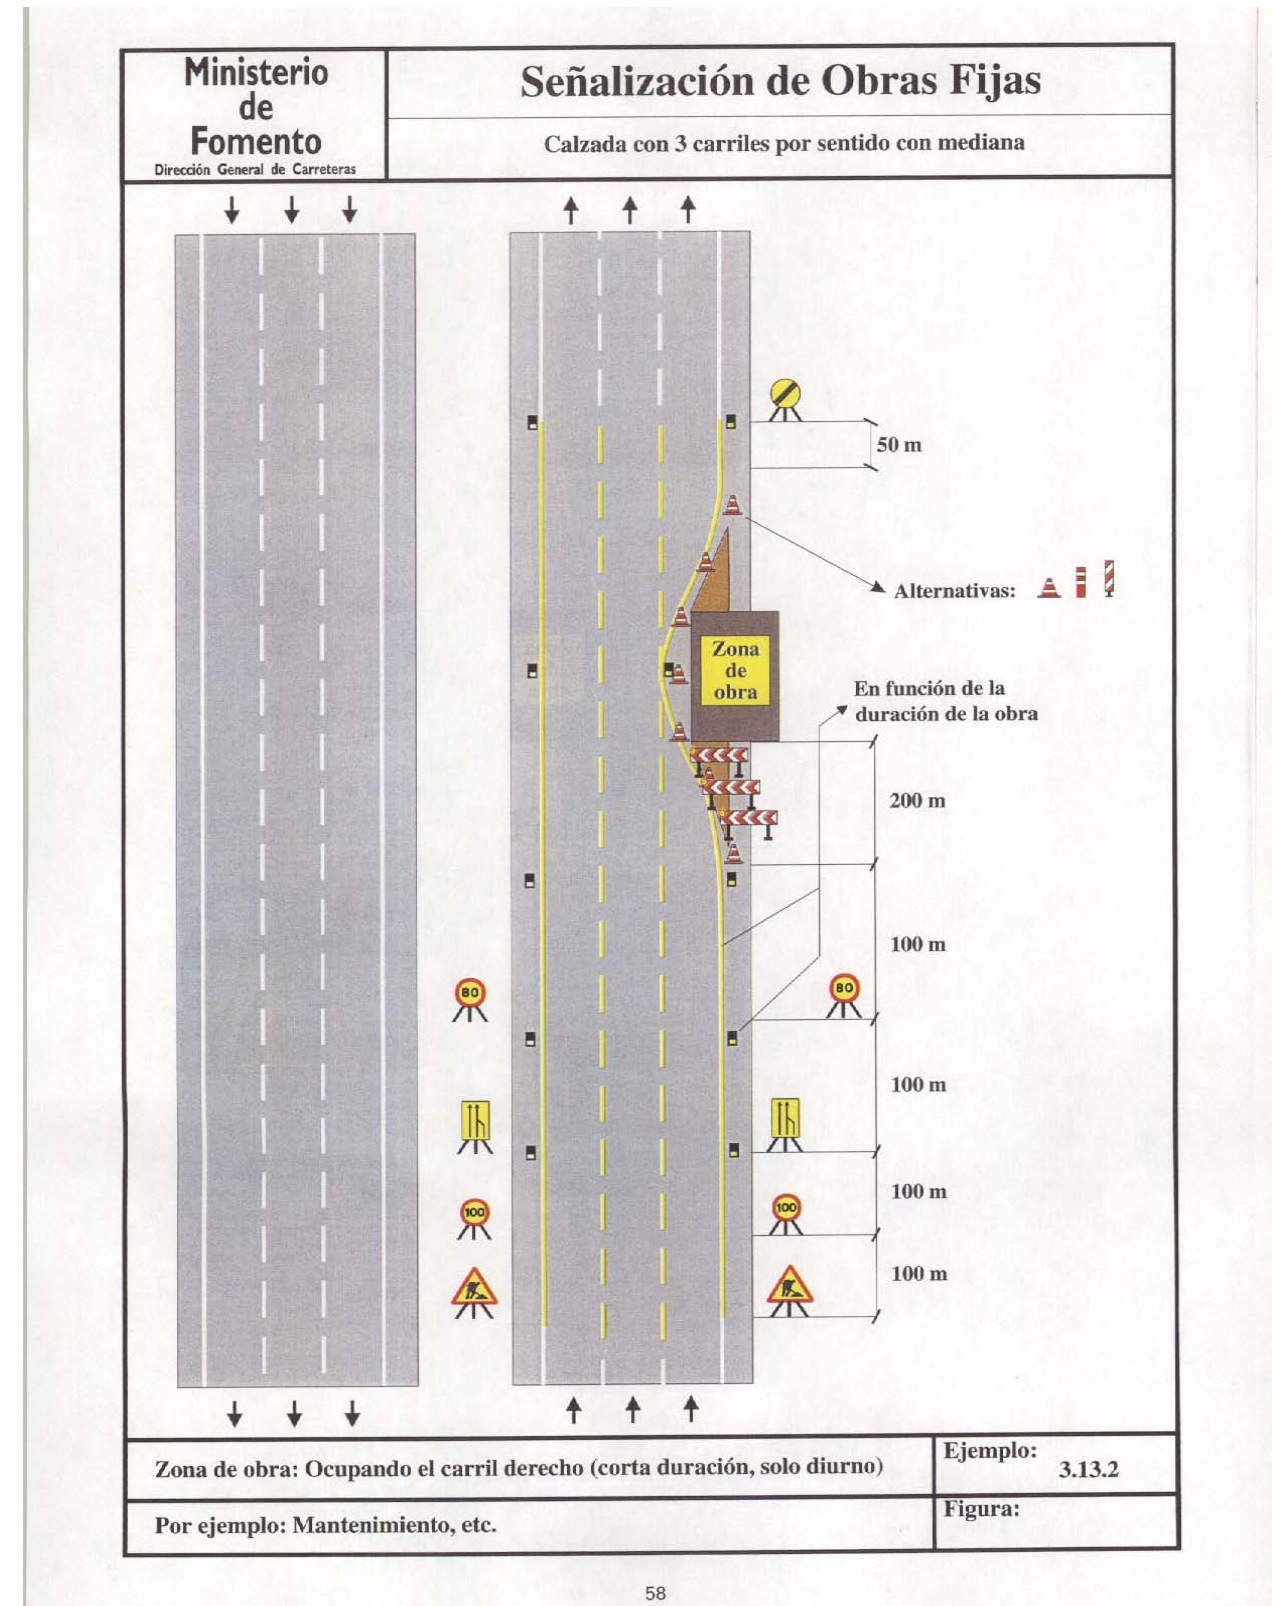 Ministerio
de
Fomento
Dirección General de Carreteras
Señalización de Obras Fijas
Calzada con 3 carriles por sentido con mediana
50 m
Alternativas:
Zona
de
obra
En función de la
duración de la obra
200 m
100 m
80
80
100 m
100 m
100
100
100 m
Zona de obra: Ocupando el carril derecho (corta duración, solo diurno)
Ejemplo:
3.13.2
Por ejemplo: Mantenimiento, etc.
Figura:
58